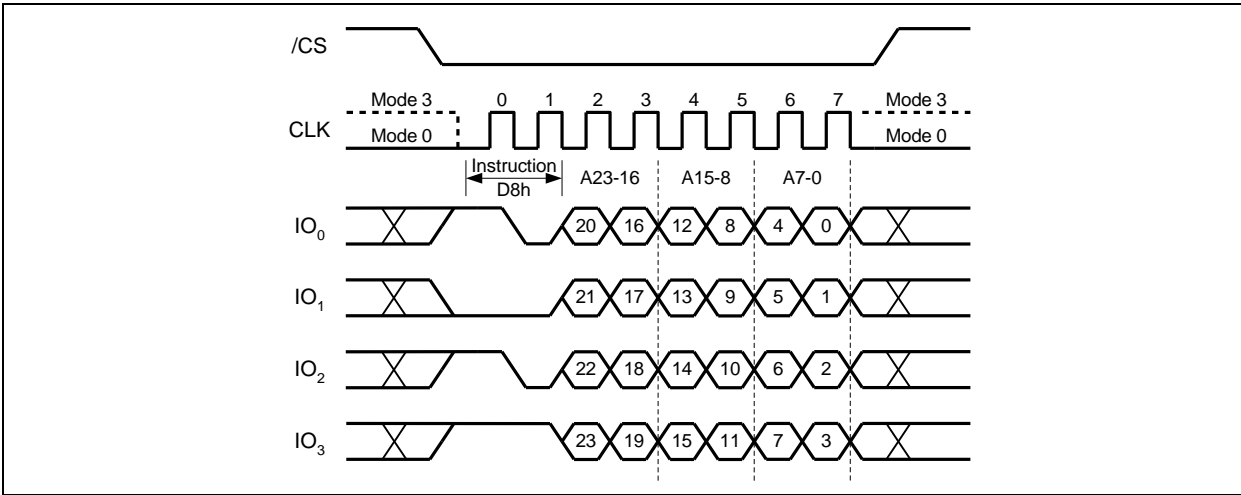 /CS
Mode 3 0 1 2 3 4 5 6 7 Mode 3
CLK
Mode 0 Mode 0
Instruction
D8h
A23-16 A15-8 A7-0
IO0 20 16 12 8 4 0
IO1 21 17 13 9 5 1
IO2 22 18 14 10 6 2
IO3 23 19 15 11 7 3